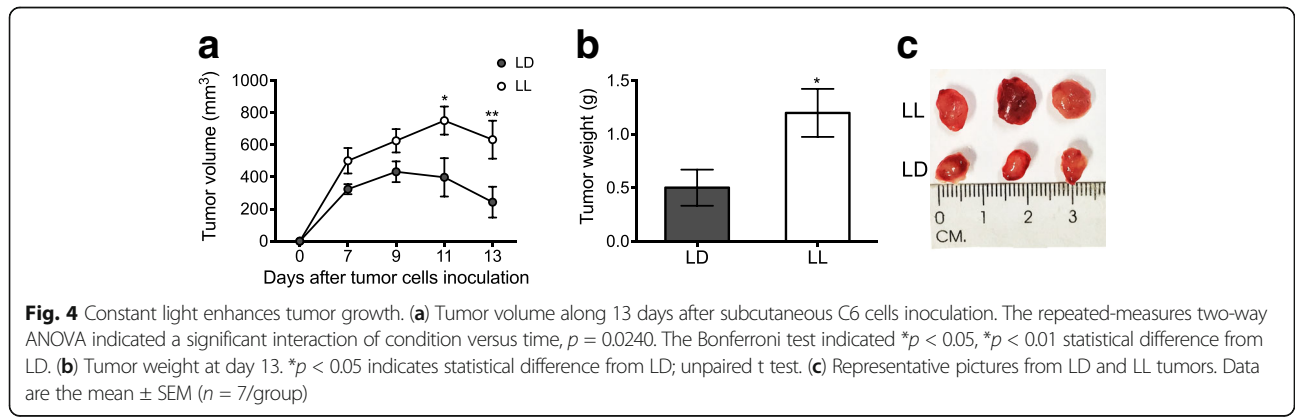 a
b
c
LD
LL
1000
800
600
400
200
0
Tumor volume (mm³)
*
**
0 7 9 11 13
Days after tumor cells inoculation
1.5
1.0
0.5
0.0
Tumor weight (g)
*
LD LL
LL
LD
0 1 2 3
CM.
Fig. 4 Constant light enhances tumor growth. (a) Tumor volume along 13 days after subcutaneous C6 cells inoculation. The repeated-measures two-way
ANOVA indicated a significant interaction of condition versus time, p = 0.0240. The Bonferroni test indicated *p < 0.05, *p < 0.01 statistical difference from
LD. (b) Tumor weight at day 13. *p < 0.05 indicates statistical difference from LD; unpaired t test. (c) Representative pictures from LD and LL tumors. Data
are the mean ± SEM (n = 7/group)